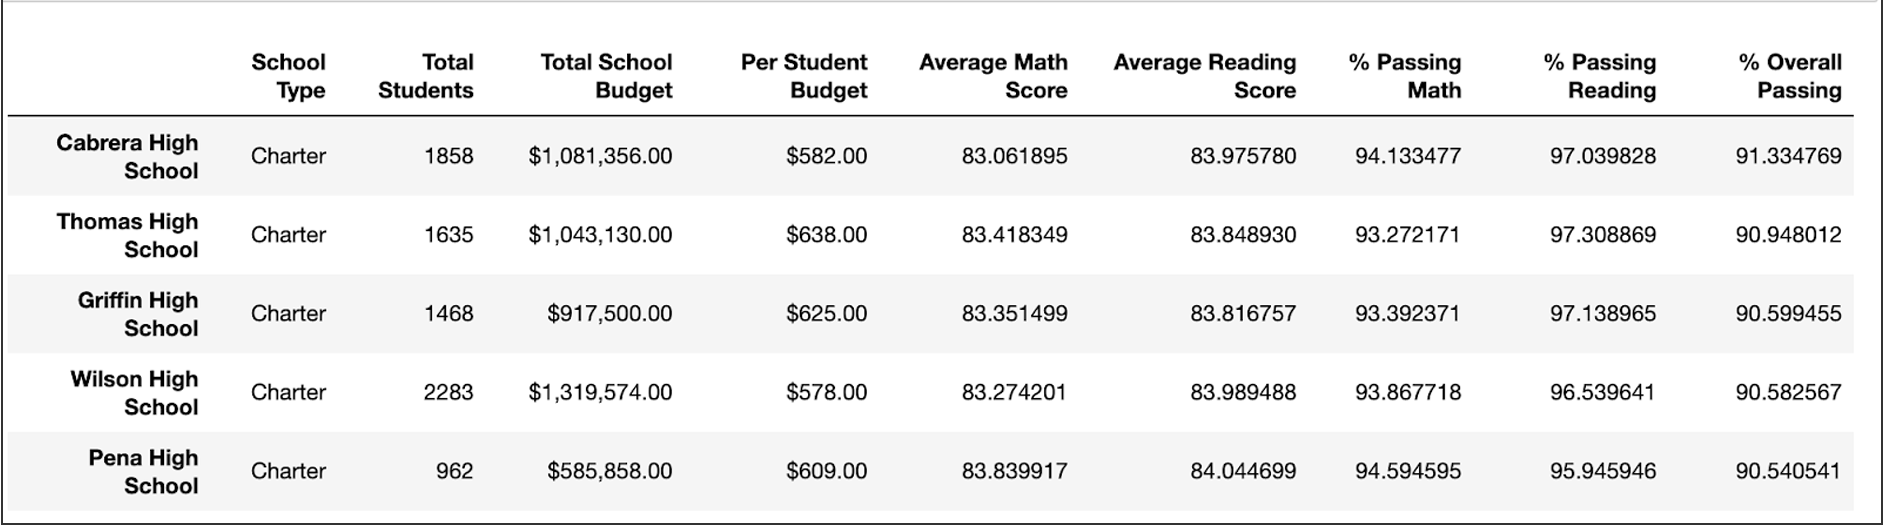 School Type Total Students Total School Budget Per Student Budget Average Math Score Average Reading Score % Passing Math % Passing Reading % Overall Passing
Cabrera High School Charter 1858 $1,081,356.00 $582.00 83.061895 83.975780 94.133477 97.039828 91.334769
Thomas High School Charter 1635 $1,043,130.00 $638.00 83.418349 83.848930 93.272171 97.308869 90.948012
Griffin High School Charter 1468 $917,500.00 $625.00 83.351499 83.816757 93.392371 97.138965 90.599455
Wilson High School Charter 2283 $1,319,574.00 $578.00 83.274201 83.989488 93.867718 96.539641 90.582567
Pena High School Charter 962 $585,858.00 $609.00 83.839917 84.044699 94.594595 95.945946 90.540541